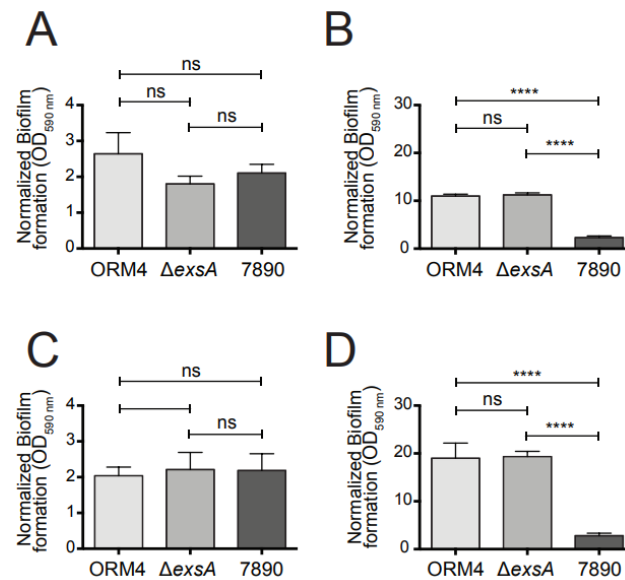 A
ns
ns
ns
Normalized Biofilm
formation (OD590 nm)
4
3
2
1
0
ORM4 ΔexsA 7890
B
****
ns
****
Normalized Biofilm
formation (OD590 nm)
30
20
10
0
ORM4 ΔexsA 7890
C
ns
ns
Normalized Biofilm
formation (OD590 nm)
4
3
2
1
0
ORM4 ΔexsA 7890
D
****
ns
****
Normalized Biofilm
formation (OD590 nm)
30
20
10
0
ORM4 ΔexsA 7890